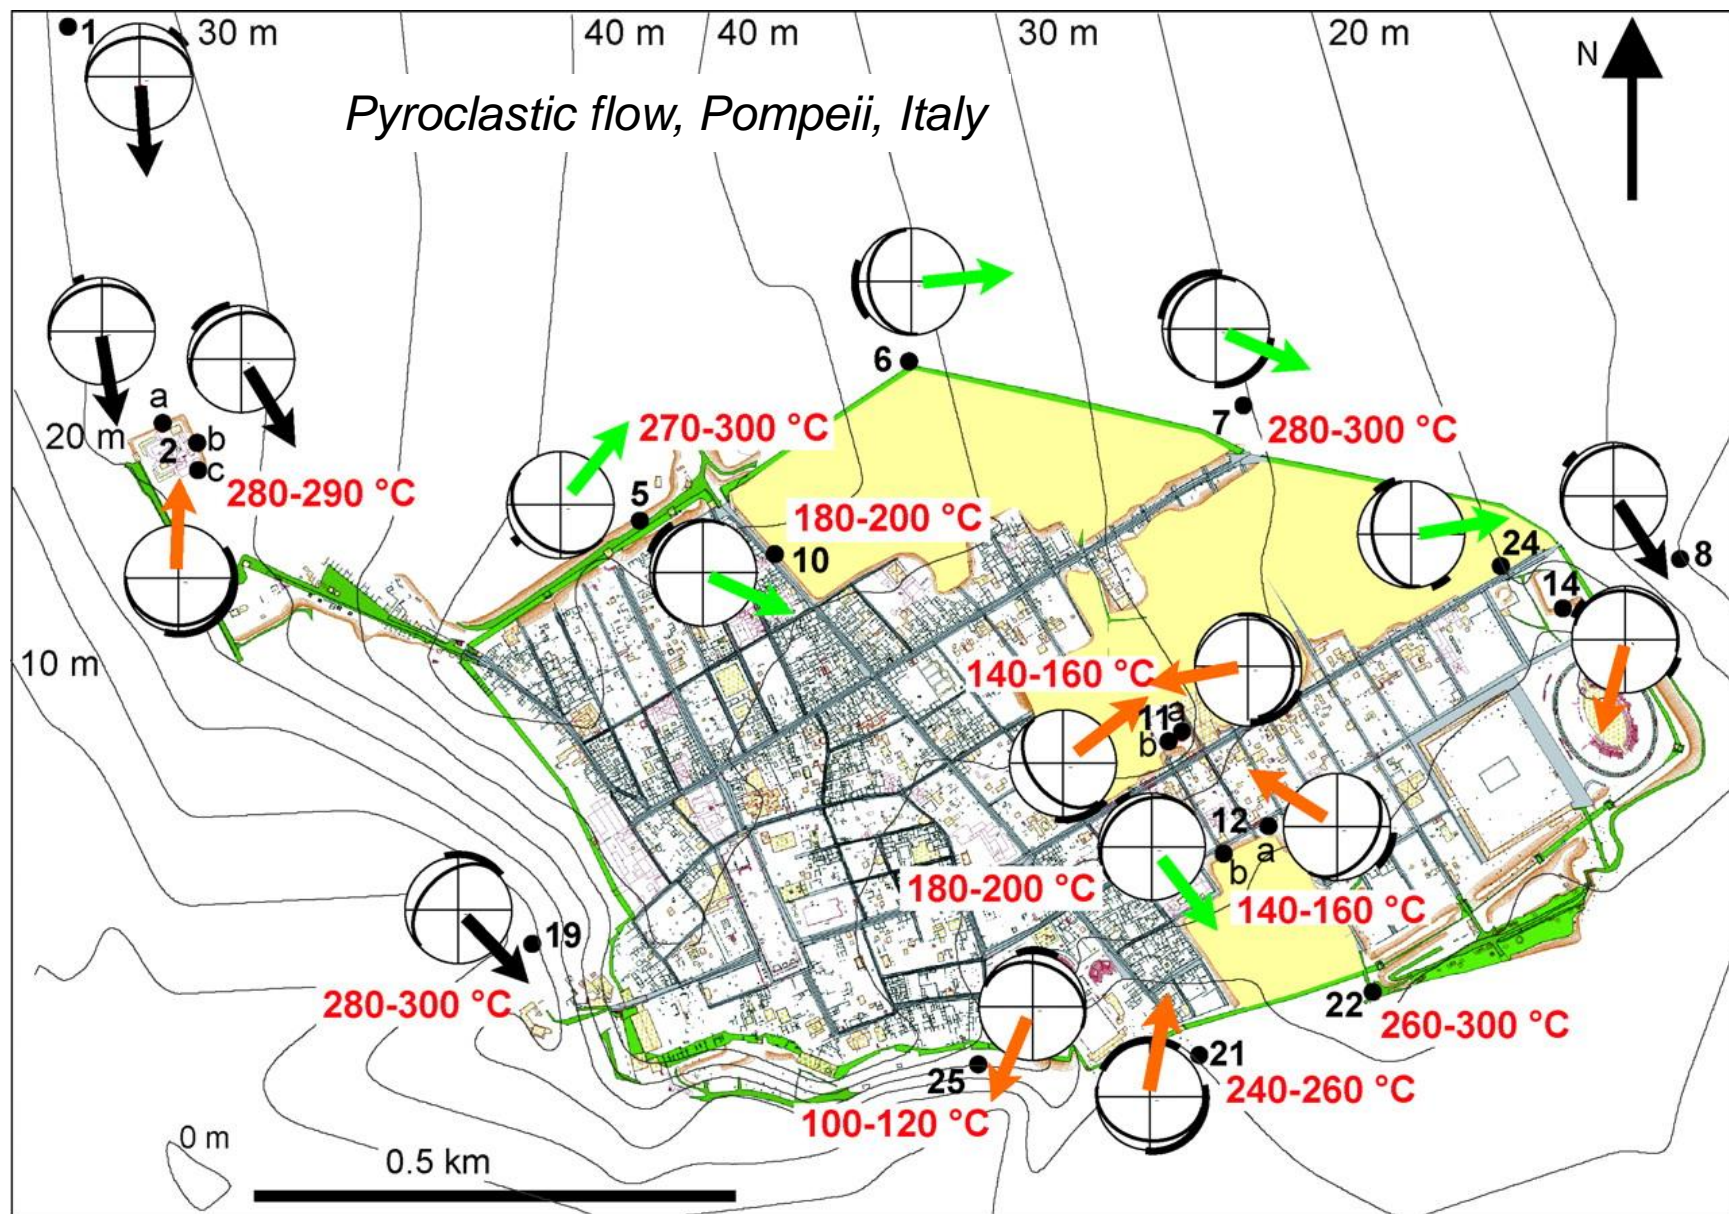 1
30 m
40 m
40 m
30 m
20 m
N
Pyroclastic flow, Pompeii, Italy
6
7
a
20 m
2
b
c
280-290 °C
270-300 °C
280-300 °C
5
180-200 °C
10
24
8
14
10 m
140-160 °C
11
a
b
12
a
b
180-200 °C
140-160 °C
19
280-300 °C
22
260-300 °C
25
21
240-260 °C
100-120 °C
0 m
0.5 km